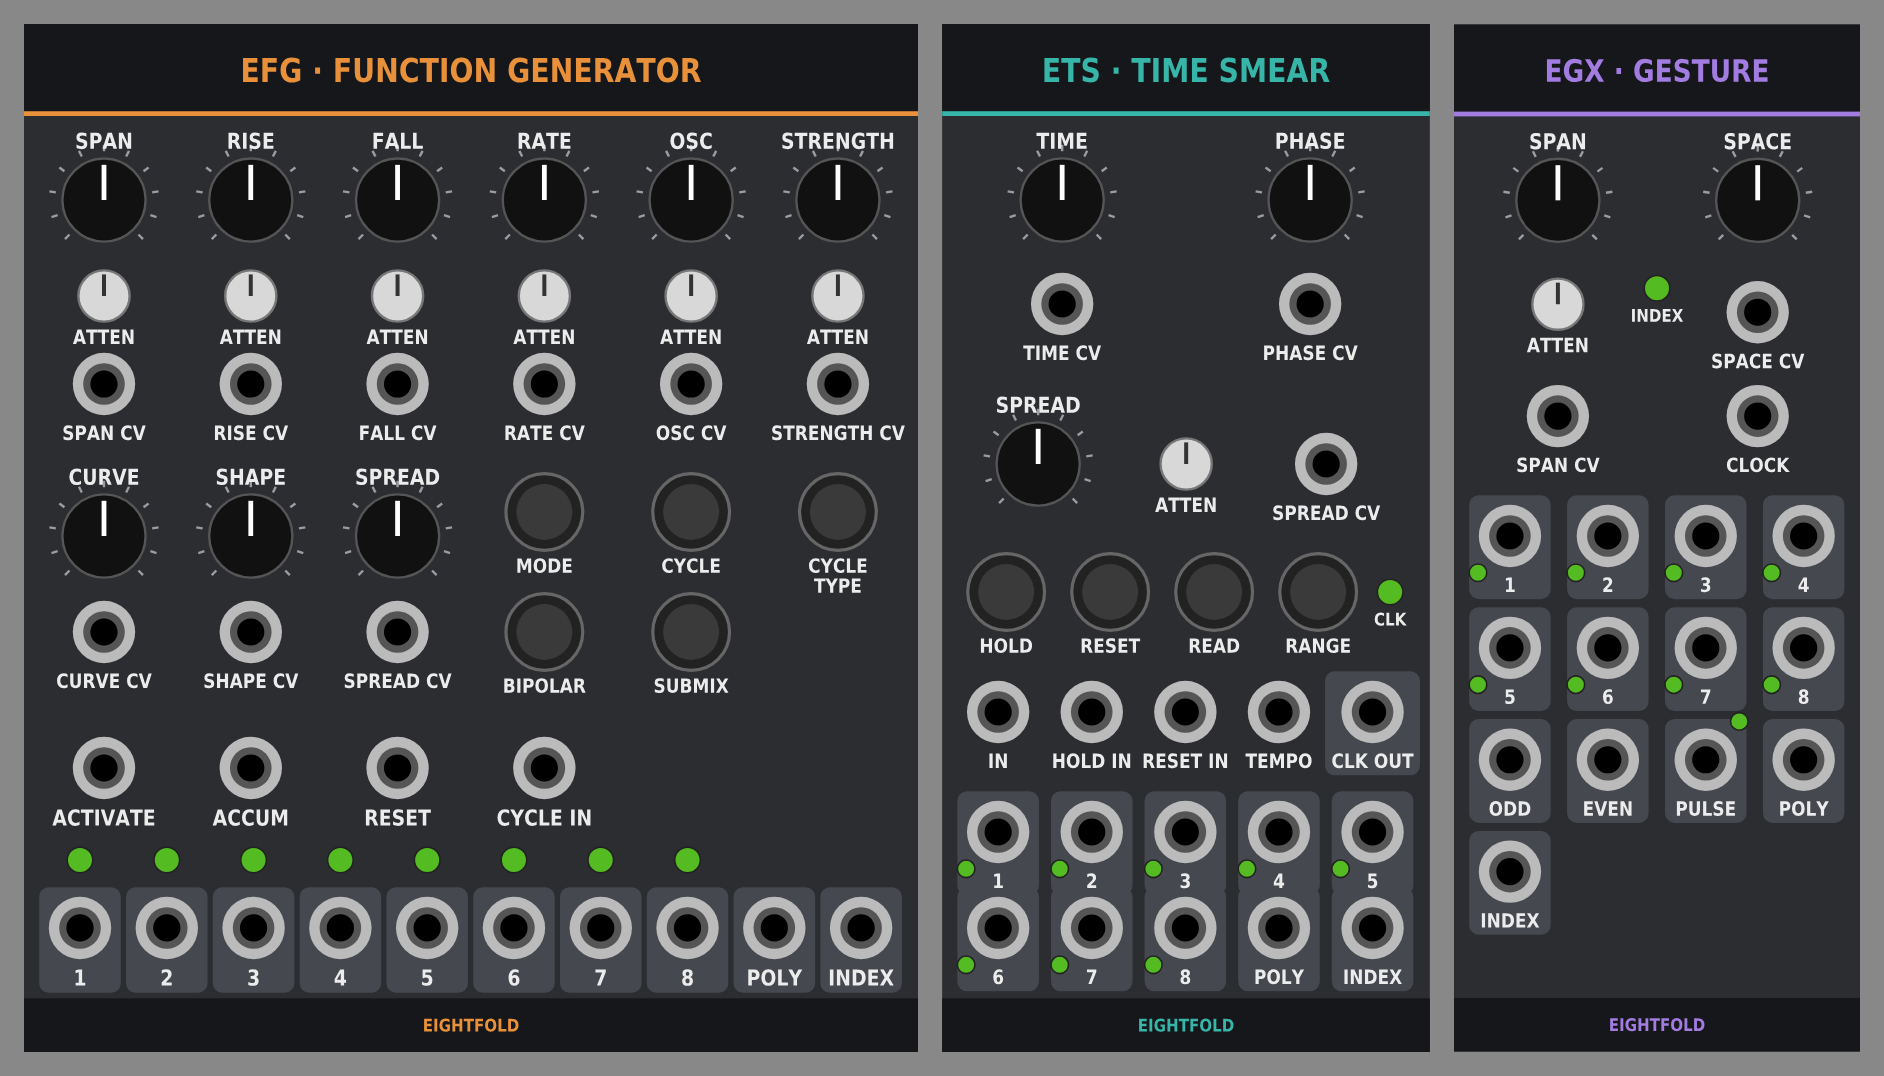 EFG · FUNCTION GENERATOR
SPAN RISE FALL RATE OSC STRENGTH
ATTEN ATTEN ATTEN ATTEN ATTEN ATTEN
SPAN CV RISE CV FALL CV RATE CV OSC CV STRENGTH CV
CURVE SHAPE SPREAD
MODE CYCLE CYCLE
TYPE
CURVE CV SHAPE CV SPREAD CV BIPOLAR SUBMIX
ACTIVATE ACCUM RESET CYCLE IN
1 2 3 4 5 6 7 8 POLY INDEX
EIGHTFOLD
ETS · TIME SMEAR
TIME PHASE
TIME CV PHASE CV
SPREAD
ATTEN SPREAD CV
CLK
HOLD RESET READ RANGE
IN HOLD IN RESET IN TEMPO CLK OUT
1 2 3 4 5
6 7 8 POLY INDEX
EIGHTFOLD
EGX · GESTURE
SPAN SPACE
INDEX
ATTEN SPACE CV
SPAN CV CLOCK
1 2 3 4
5 6 7 8
ODD EVEN PULSE POLY
INDEX
EIGHTFOLD